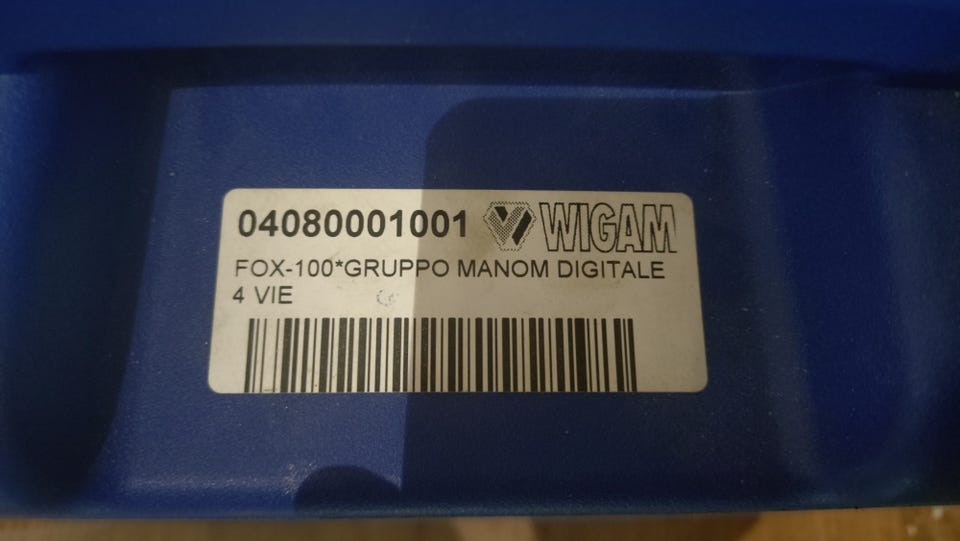 04080001001 WIGAM
FOX-100*GRUPPO MANOM DIGITALE
4 VIE